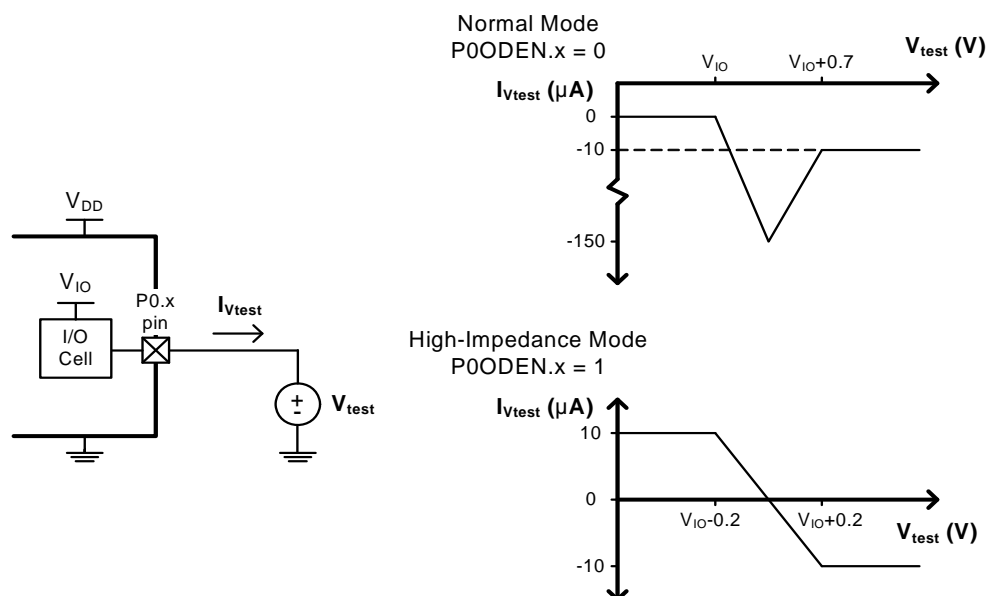 Normal Mode
P0ODEN.x = 0
V_test (V)
V_IO
V_IO+0.7
I_Vtest (µA)
0
-10
-150
V_DD
V_IO
I/O
Cell
P0.x
pin
I_Vtest
+
-
V_test
High-Impedance Mode
P0ODEN.x = 1
I_Vtest (µA)
10
0
V_IO-0.2
V_IO+0.2
V_test (V)
-10